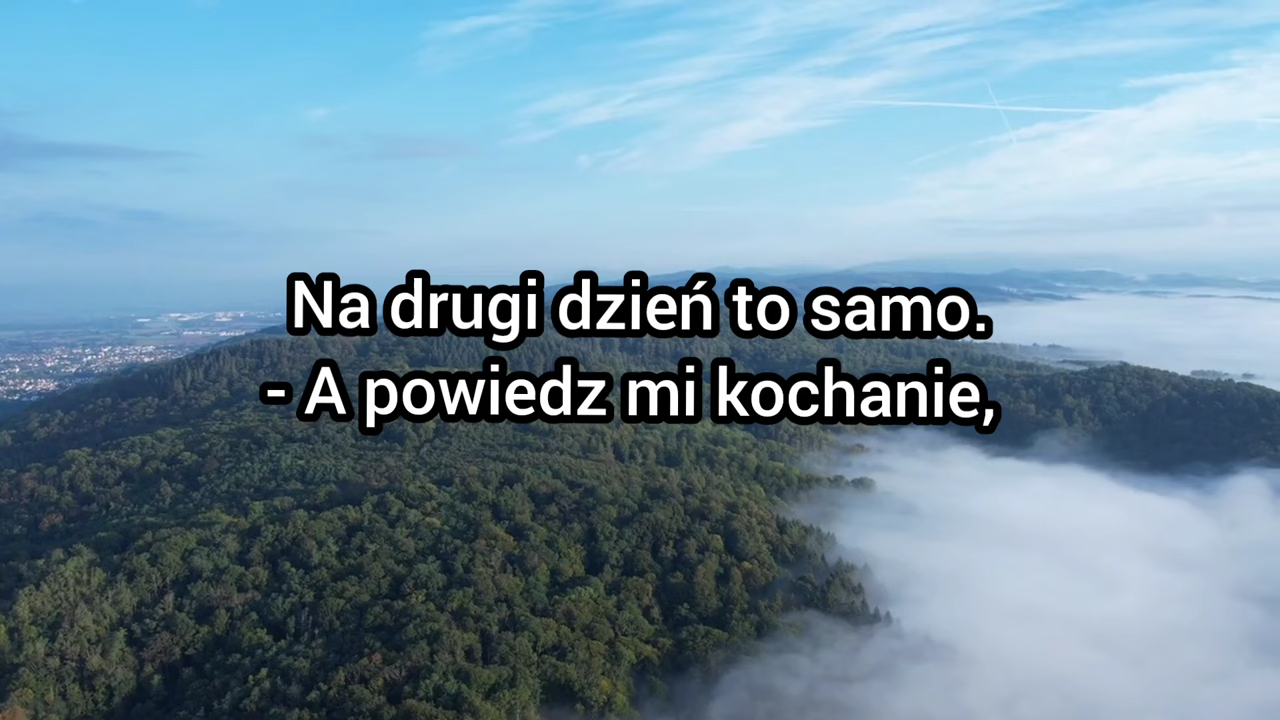 Na drugi dzień to samo.
- A powiedz mi kochanie,